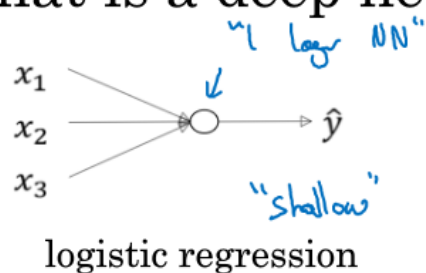 "1 layer NN"
x₁
x₂
ŷ
x₃
"shallow"
logistic regression